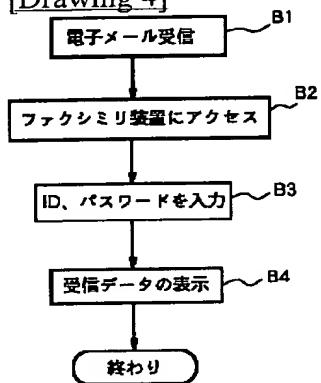 [Drawing 4]
電子メール受信
B1
ファクシミリ装置にアクセス
B2
ID、パスワードを入力
B3
受信データの表示
B4
終わり